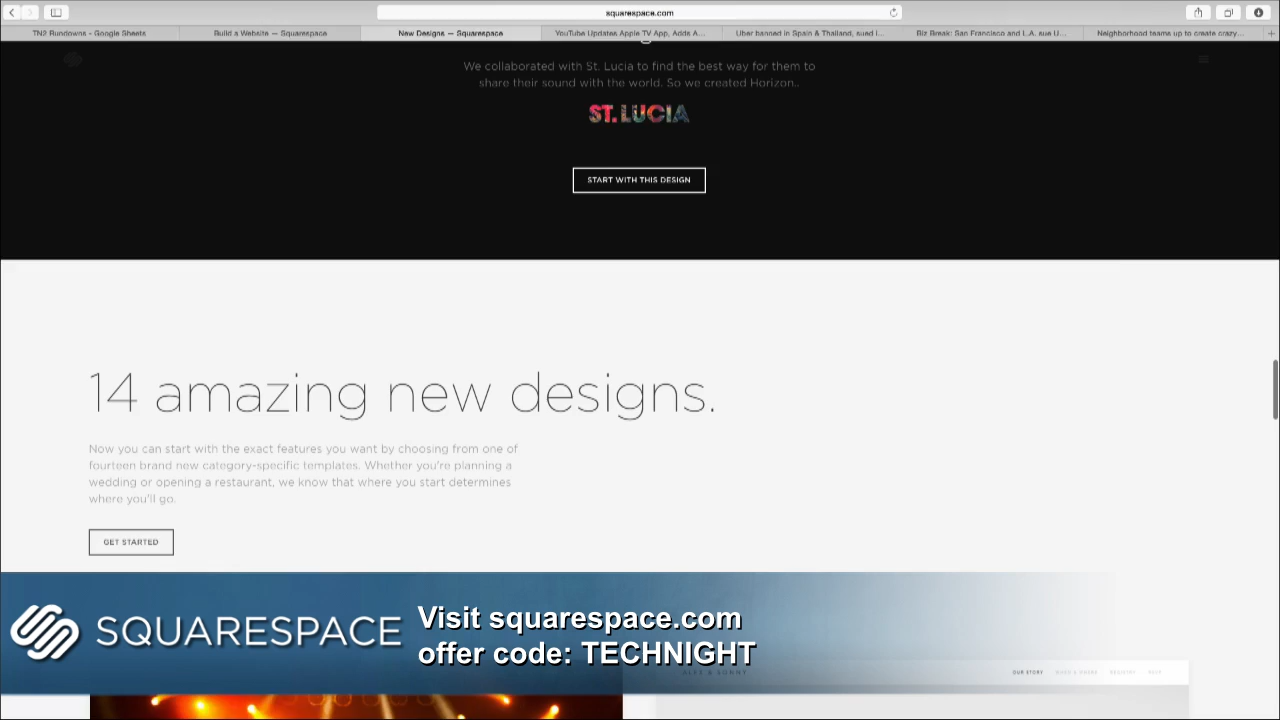 squarespace.com
TN2 Rundowns - Google Sheets
Build a Website — Squarespace
New Designs — Squarespace
YouTube Updates Apple TV App, Adds A...
Uber banned in Spain & Thailand, sued i...
Biz Break: San Francisco and L.A. sue U...
Neighborhood teams up to create crazy...
We collaborated with St. Lucia to find the best way for them to
share their sound with the world. So we created Horizon..
ST. LUCIA
START WITH THIS DESIGN
14 amazing new designs.
Now you can start with the exact features you want by choosing from one of
fourteen brand new category-specific templates. Whether you're planning a
wedding or opening a restaurant, we know that where you start determines
where you'll go.
GET STARTED
SQUARESPACE
Visit squarespace.com
offer code: TECHNIGHT
OUR STORY